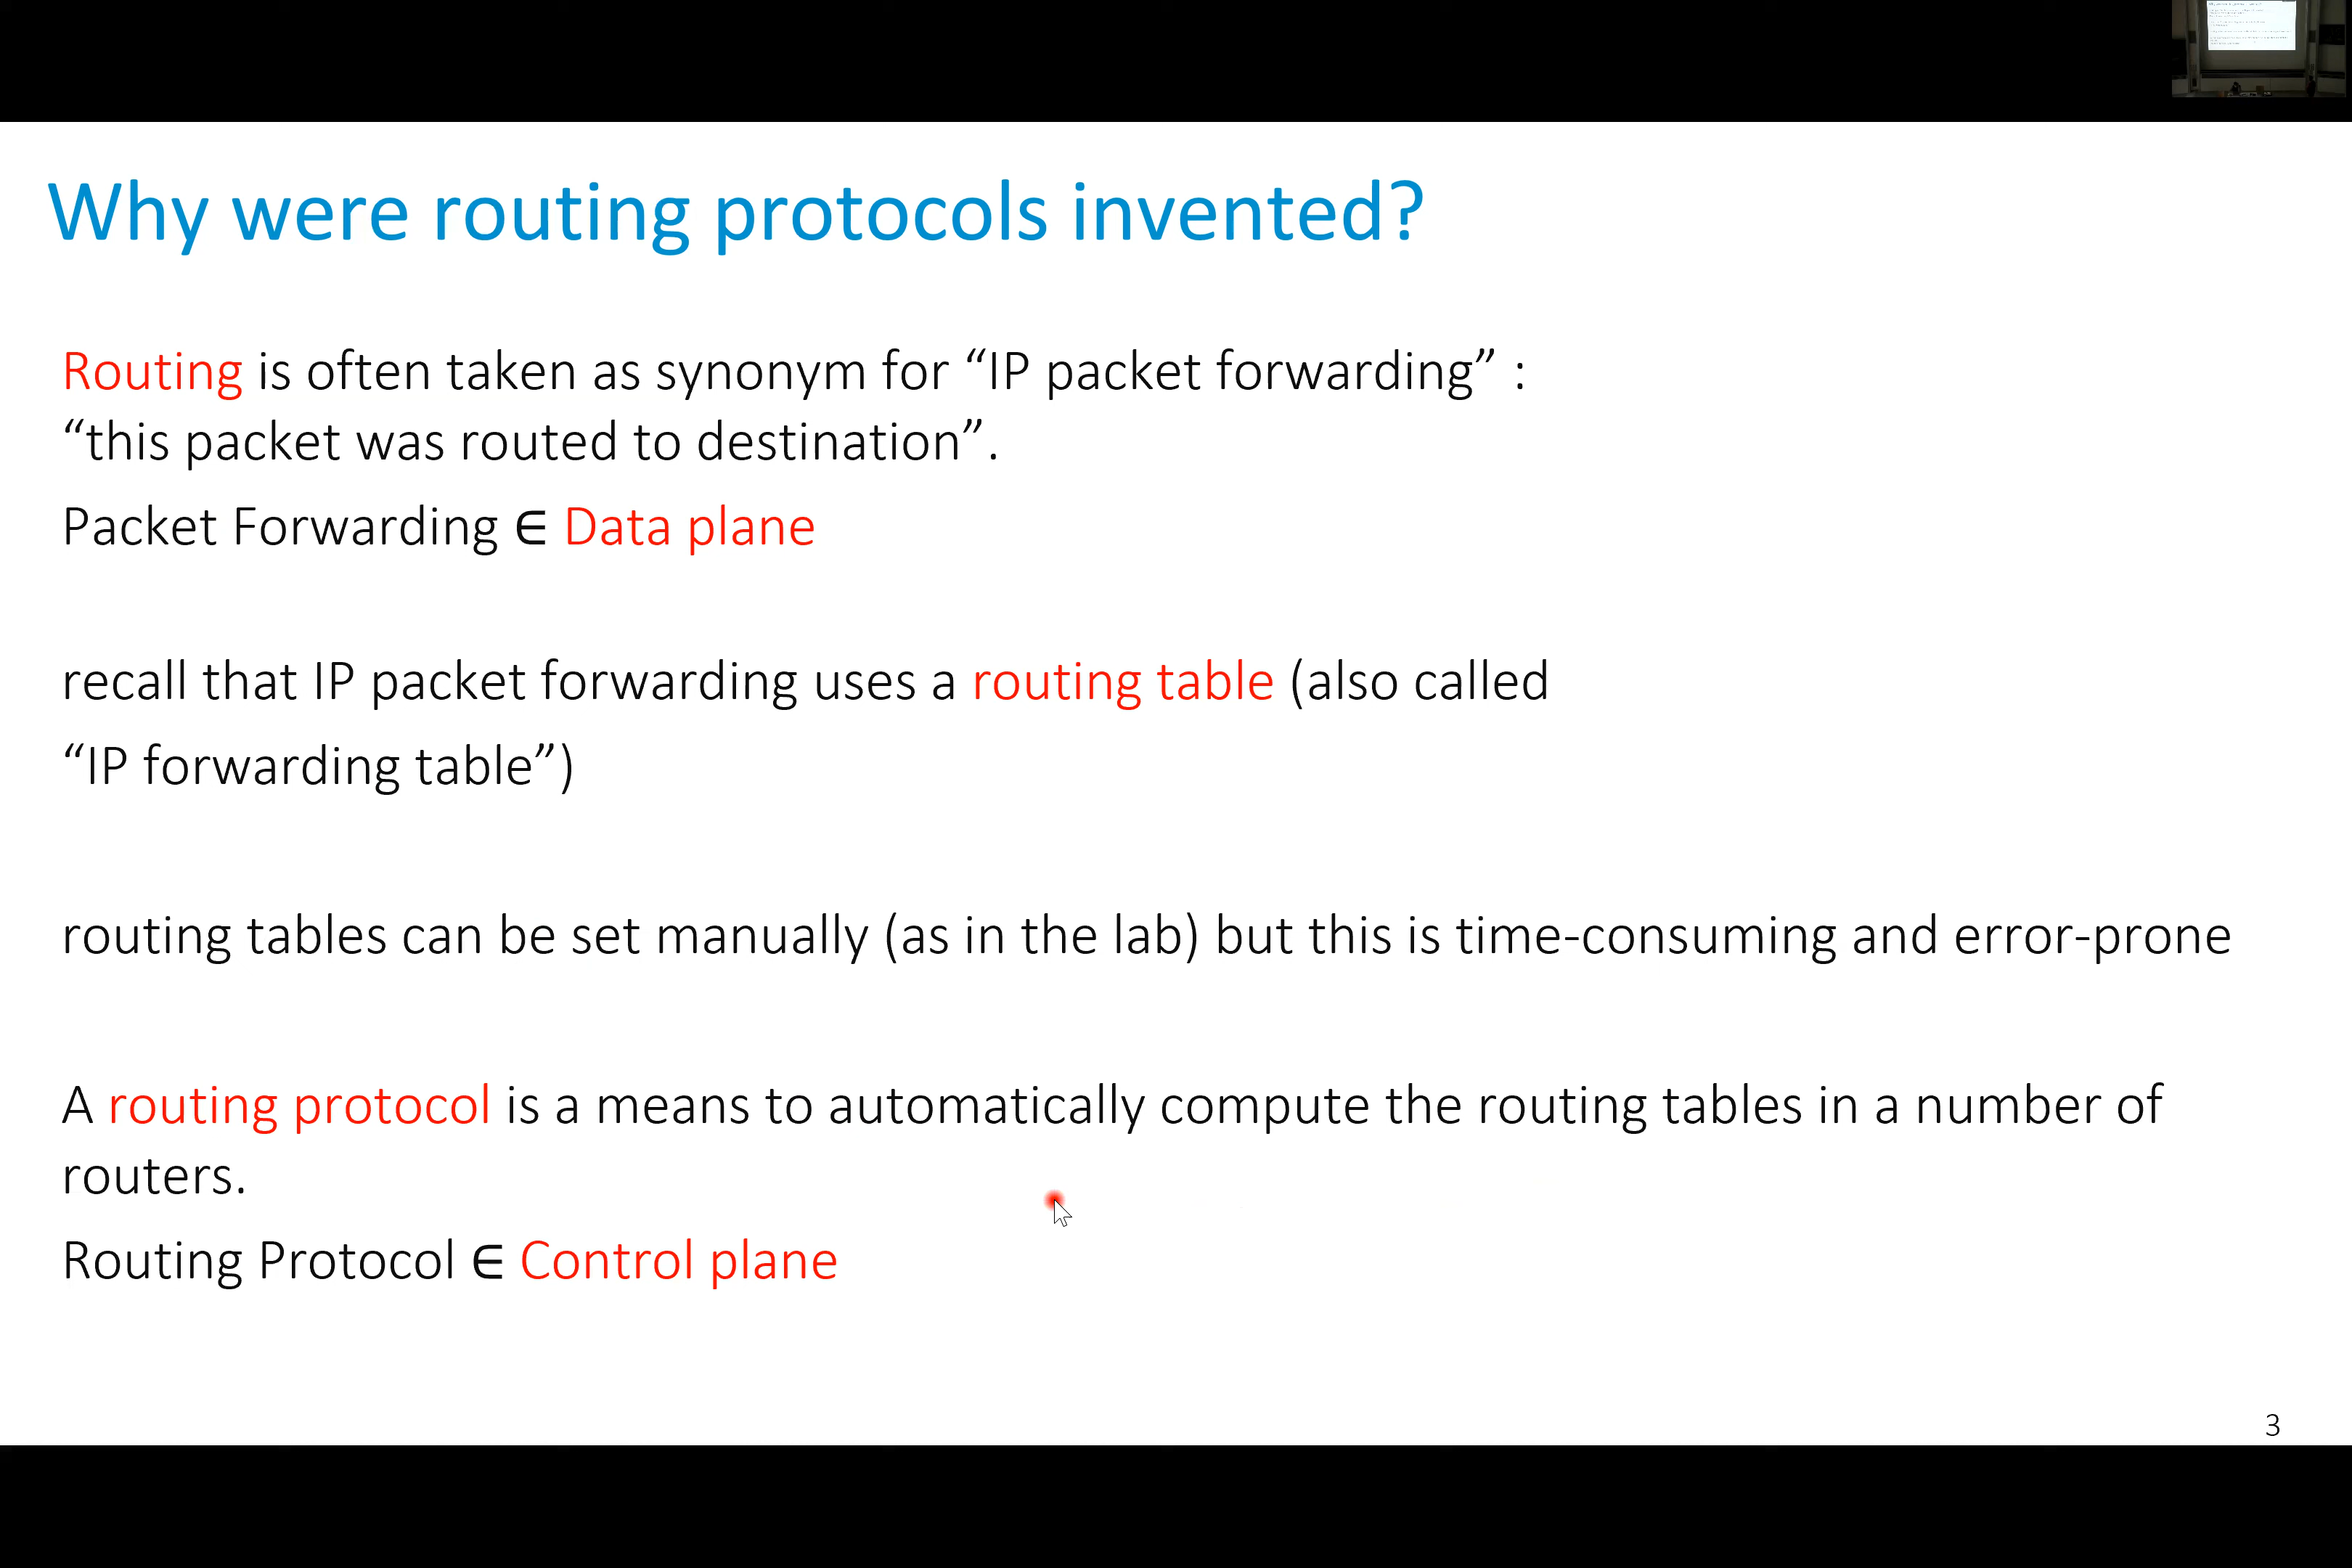 Why were routing protocols invented?
Routing is often taken as synonym for “IP packet forwarding” :
“this packet was routed to destination”.
Packet Forwarding ∈ Data plane
recall that IP packet forwarding uses a routing table (also called
“IP forwarding table”)
routing tables can be set manually (as in the lab) but this is time-consuming and error-prone
A routing protocol is a means to automatically compute the routing tables in a number of
routers.
Routing Protocol ∈ Control plane
3